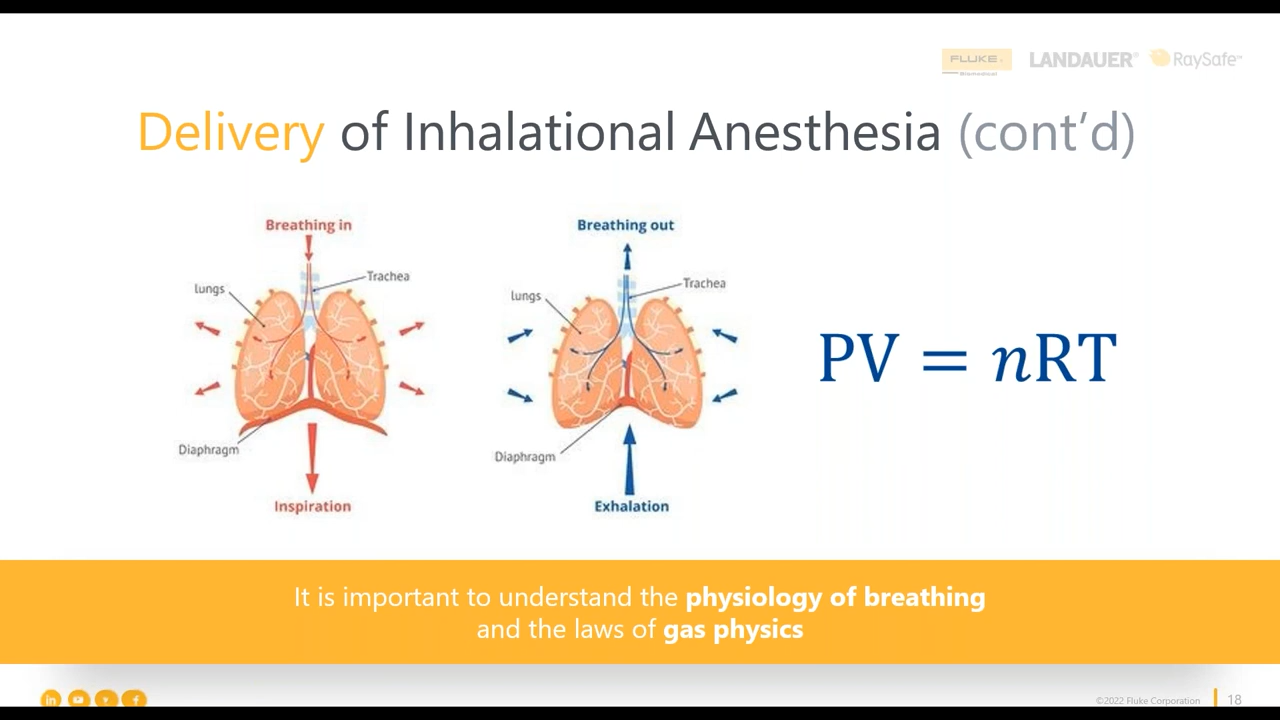 FLUKE
Biomedical
LANDAUER®
RaySafe™
Delivery of Inhalational Anesthesia (cont’d)
Breathing in
Trachea
lungs
Diaphragm
Inspiration
Breathing out
Trachea
lungs
Diaphragm
Exhalation
PV = nRT
It is important to understand the physiology of breathing
and the laws of gas physics
©2022 Fluke Corporation
18